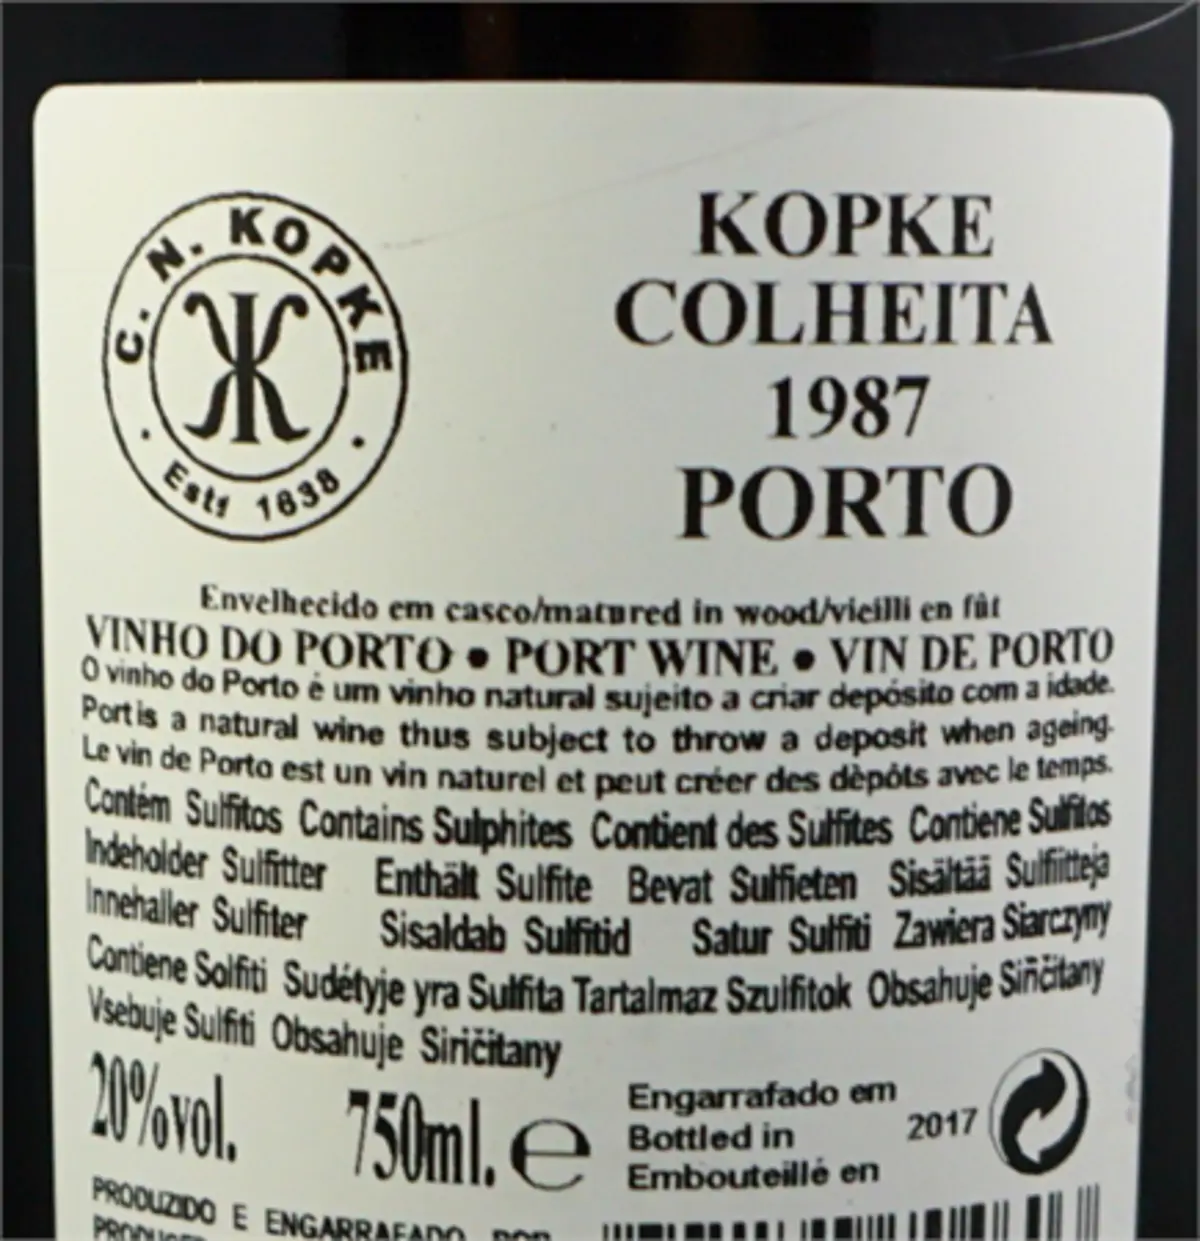 C. N. KOPKE
Estd 1638
KOPKE
COLHEITA
1987
PORTO
Envelhecido em casco/matured in wood/vieilli en fût
VINHO DO PORTO • PORT WINE • VIN DE PORTO
O vinho do Porto é um vinho natural sujeito a criar depósito com a idade.
Port is a natural wine thus subject to throw a deposit when ageing.
Le vin de Porto est un vin naturel et peut créer des dèpôts avec le temps.
Contém Sulfitos Contains Sulphites Contient des Sulfites Contiene Sulfitos
Indeholder Sulfitter Enthält Sulfite Bevat Sulfieten Sisältää Sulfiitteja
Innehaller Sulfiter Sisaldab Sulfitid Satur Sulfiti Zawiera Siarczyny
Contiene Solfiti Sudétyje yra Sulfita Tartalmaz Szulfitok Obsahuje Siřičitany
Vsebuje Sulfiti Obsahuje Siričitany
20%vol. 750ml. e
Engarrafado em
Bottled in 2017
Embouteillé en
PRODUZIDO E ENGARRAFADO POR